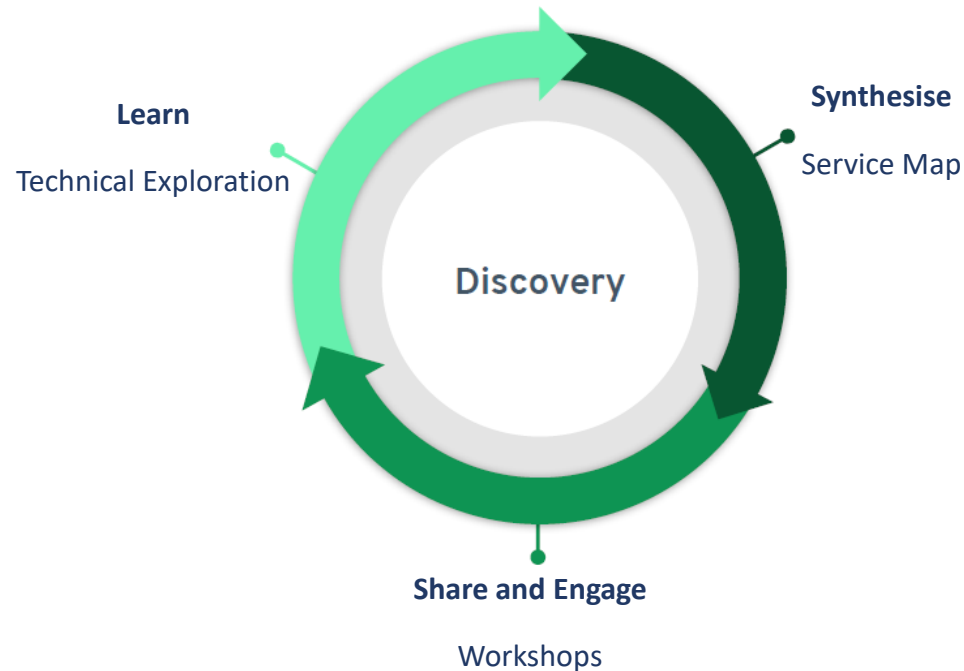 Learn
Technical Exploration
Synthesise
Service Map
Discovery
Share and Engage
Workshops